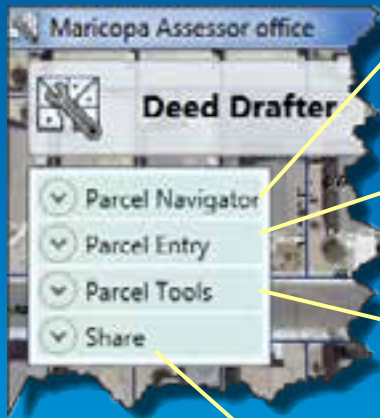 Maricopa Assessor office
Deed Drafter
Parcel Navigator
Parcel Entry
Parcel Tools
Share